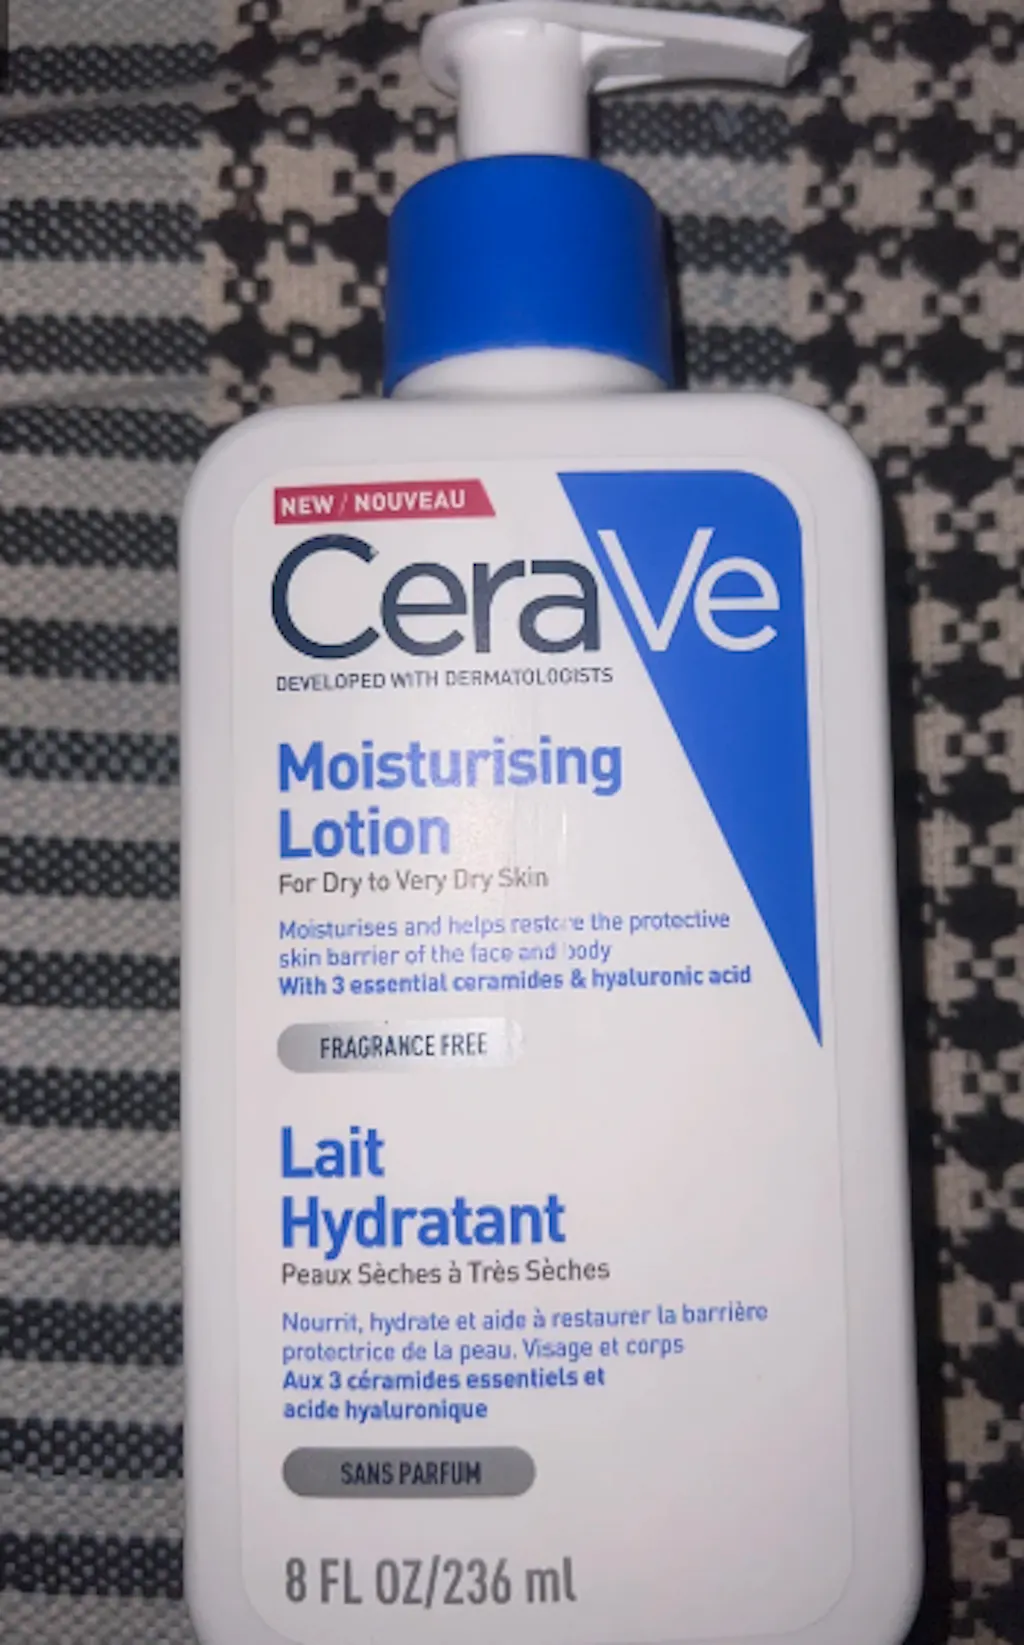 NEW / NOUVEAU
CeraVe
DEVELOPED WITH DERMATOLOGISTS
Moisturising
Lotion
For Dry to Very Dry Skin
Moisturises and helps restore the protective
skin barrier of the face and body
With 3 essential ceramides & hyaluronic acid
FRAGRANCE FREE
Lait
Hydratant
Peaux Sèches à Très Sèches
Nourrit, hydrate et aide à restaurer la barrière
protectrice de la peau. Visage et corps
Aux 3 céramides essentiels et
acide hyaluronique
SANS PARFUM
8 FL OZ/236 ml